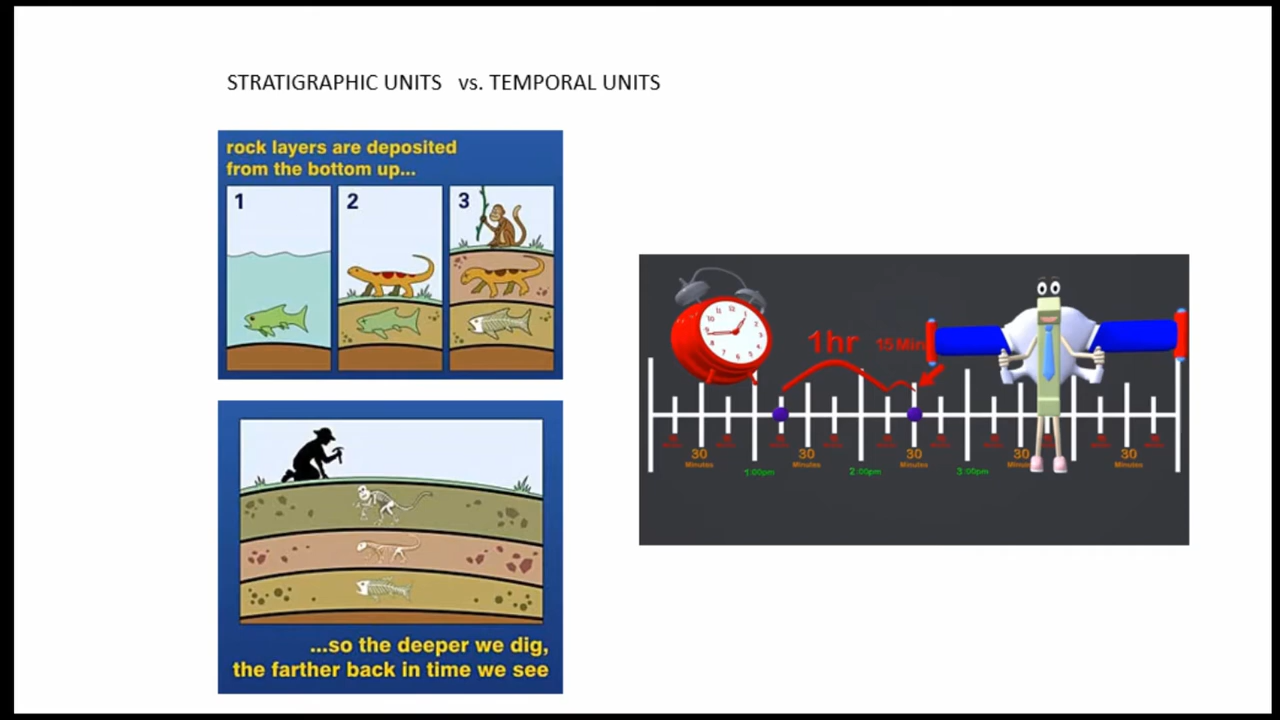 STRATIGRAPHIC UNITS vs. TEMPORAL UNITS
rock layers are deposited
from the bottom up...
1
2
3
...so the deeper we dig,
the farther back in time we see
1hr
15 Min
30
Minutes
30
Minutes
30
Minutes
30
30
Minutes
1:00pm
2:00pm
3:00pm